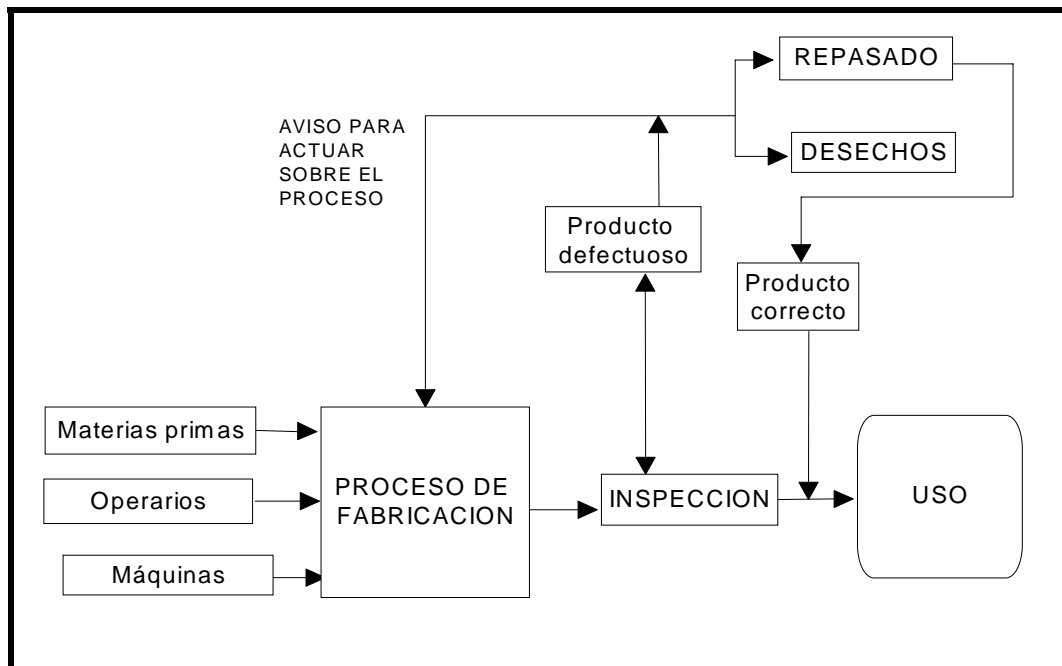 REPASADO
AVISO PARA
ACTUAR
SOBRE EL
PROCESO
DESECHOS
Producto
defectuoso
Producto
correcto
Materias primas
Operarios
Máquinas
PROCESO DE
FABRICACION
INSPECCION
USO